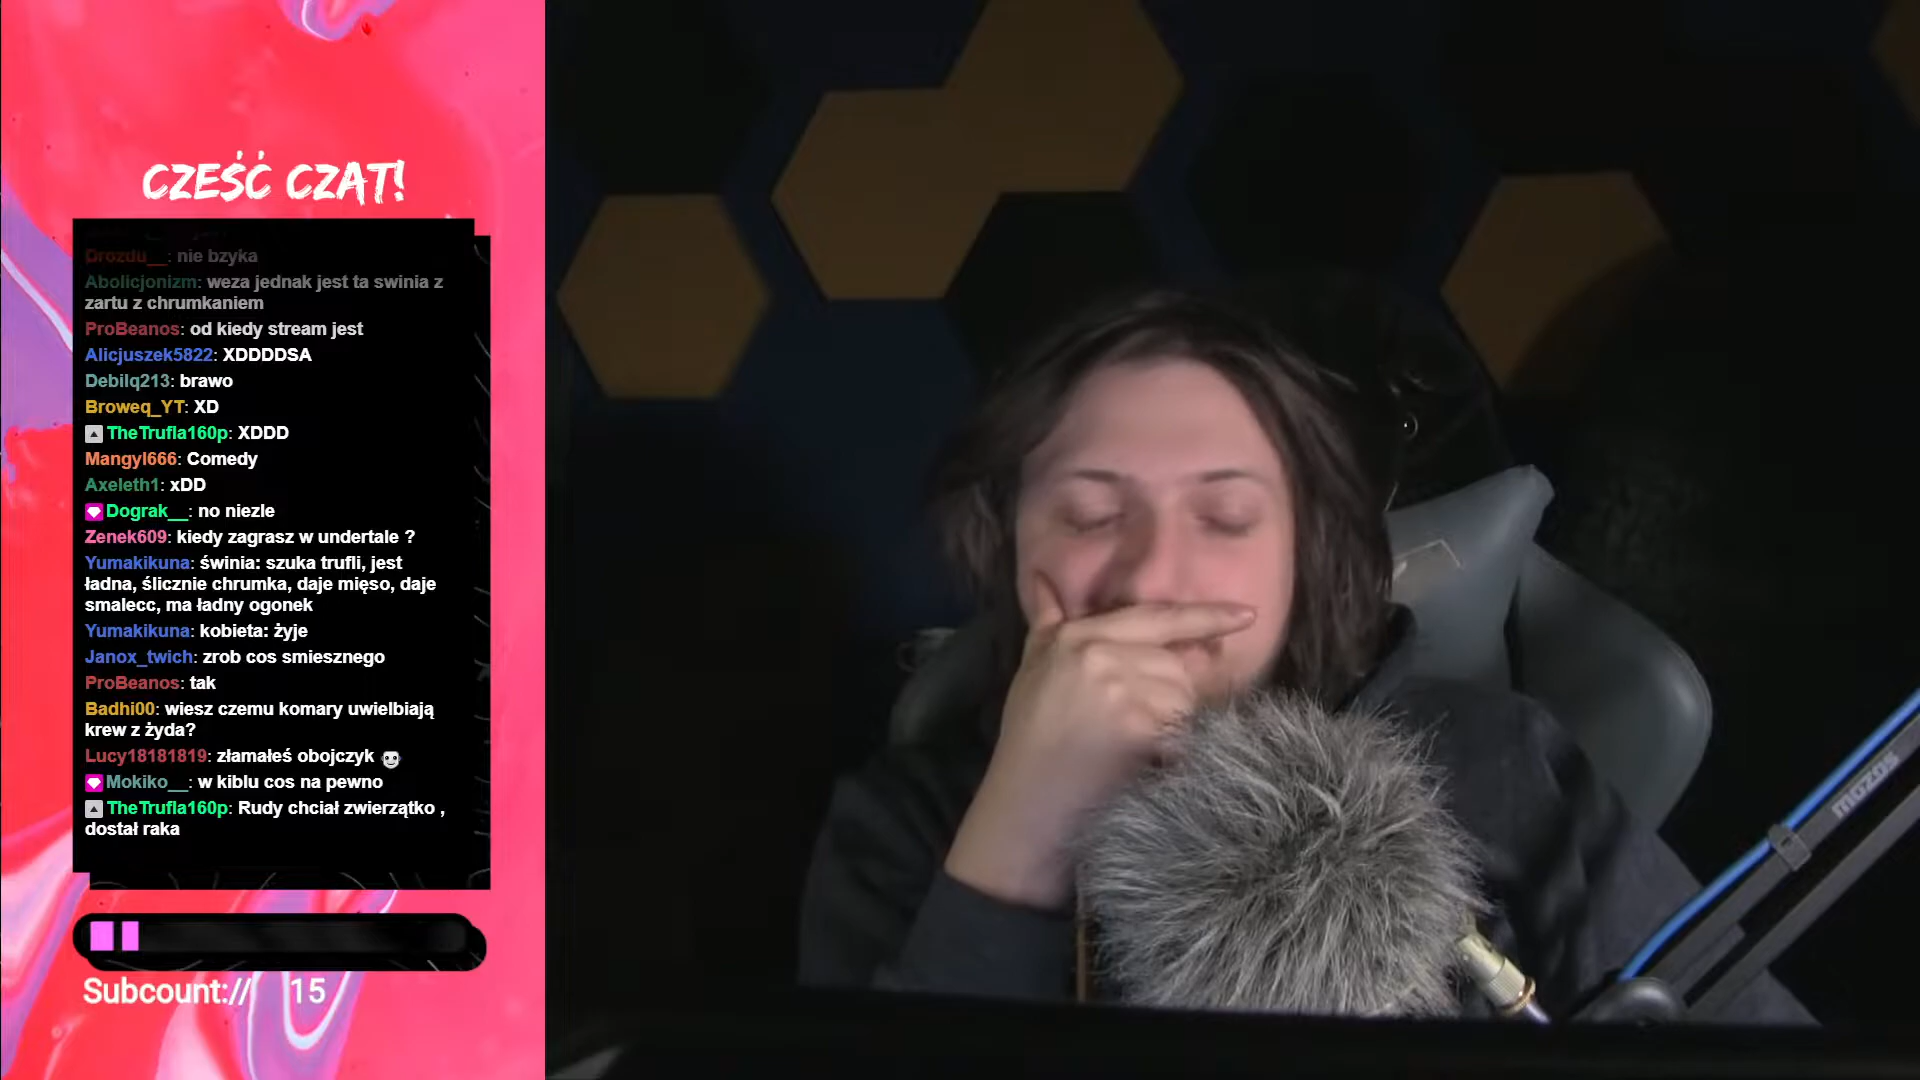 CZEŚĆ CZAT!
Drozdu__: nie bzyka
Abolicjonizm: weza jednak jest ta swinia z
zartu z chrumkaniem
ProBeanos: od kiedy stream jest
Alicjuszek5822: XDDDDSA
Debilq213: brawo
Broweq_YT: XD
TheTrufla160p: XDDD
Mangyl666: Comedy
Axeleth1: xDD
Dograk__: no niezle
Zenek609: kiedy zagrasz w undertale ?
Yumakikuna: świnia: szuka trufli, jest
ładna, ślicznie chrumka, daje mięso, daje
smalecc, ma ładny ogonek
Yumakikuna: kobieta: żyje
Janox_twich: zrob cos smiesznego
ProBeanos: tak
Badhi00: wiesz czemu komary uwielbiają
krew z żyda?
Lucy18181819: złamałeś obojczyk
Mokiko__: w kiblu cos na pewno
TheTrufla160p: Rudy chciał zwierzątko ,
dostał raka
Subcount:// 15
mozos